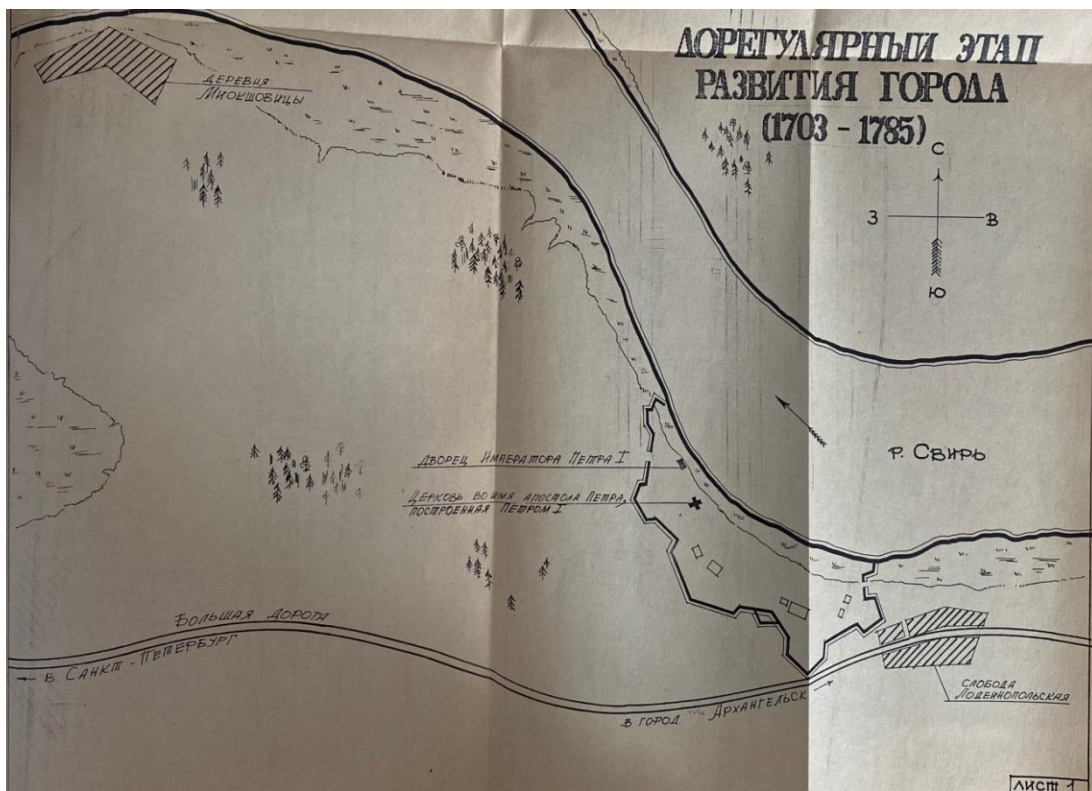 ДОРЕГУЛЯРНЫЙ ЭТАП
РАЗВИТИЯ ГОРОДА
(1703 - 1785)
С
З
В
Ю
ДЕРЕВНЯ
МИОКШОВИЦЫ
ДВОРЕЦ ИМПЕРАТОРА ПЕТРА I
ЦЕРКОВЬ ВО ИМЯ АПОСТОЛА ПЕТРА,
ПОСТРОЕННАЯ ПЕТРОМ I
Р. СВИРЬ
БОЛЬШАЯ ДОРОГА
В САНКТ - ПЕТЕРБУРГ
В ГОРОД АРХАНГЕЛЬСК
СЛОБОДА
ЛОДЕЙНОПОЛЬСКАЯ
ЛИСТ 1